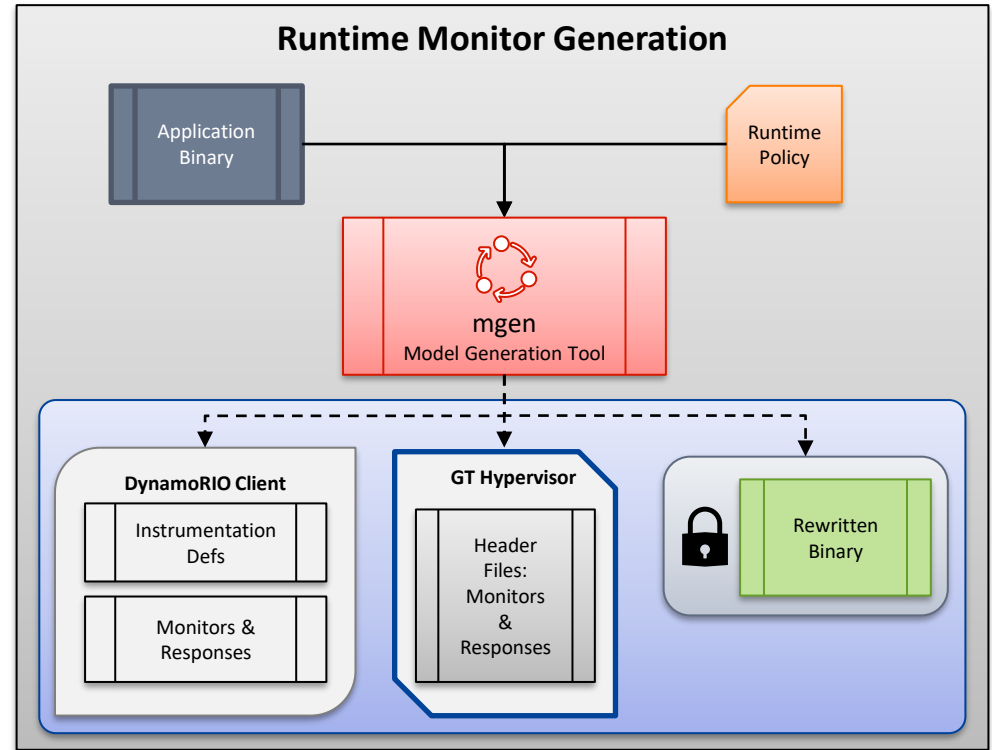 Runtime Monitor Generation
Application
Binary
Runtime
Policy
mgen
Model Generation Tool
DynamoRIO Client
Instrumentation
Defs
Monitors &
Responses
GT Hypervisor
Header
Files:
Monitors
&
Responses
Rewritten
Binary